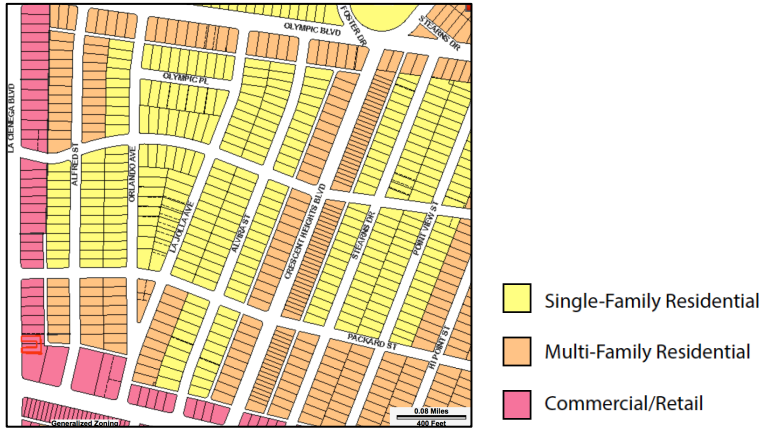 OLYMPIC BLVD
FOSTER DR
STEARNS DR
OLYMPIC PL
LA CIENEGA BLVD
ALFRED ST
ORLANDO AVE
LA JOLLA AVE
ALVIRA ST
CRESCENT HEIGHTS BLVD
STEARNS DR
POINT VIEW ST
HI POINT ST
PACKARD ST
Single-Family Residential
Multi-Family Residential
Commercial/Retail
0.08 Miles
400 Feet
Generalized Zoning